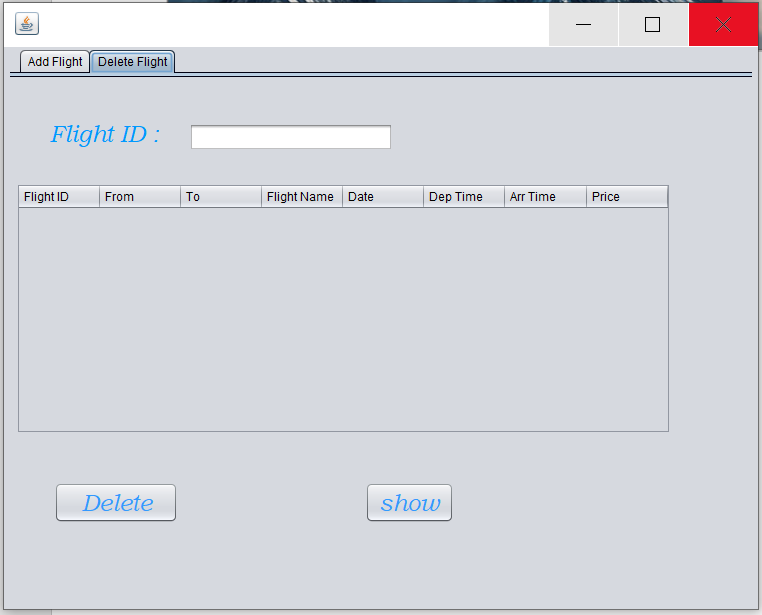 Add Flight Delete Flight
Flight ID :
Flight ID From To Flight Name Date Dep Time Arr Time Price
Delete show